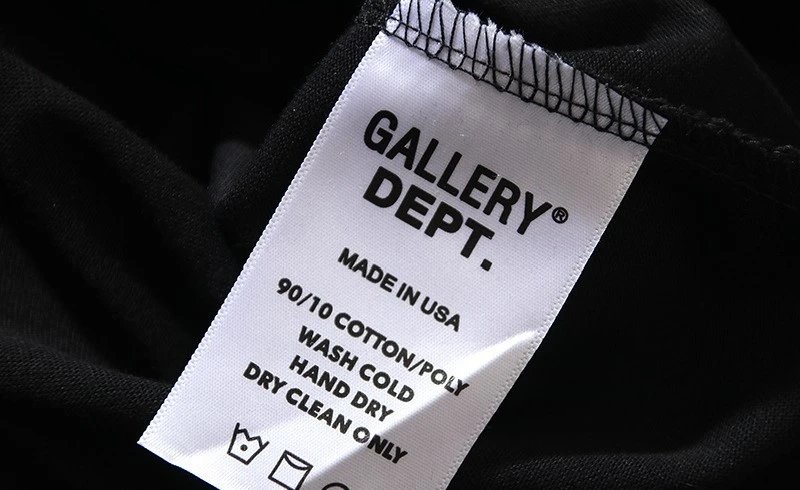 GALLERY
DEPT.®
MADE IN USA
90/10 COTTON/POLY
WASH COLD
HAND DRY
DRY CLEAN ONLY